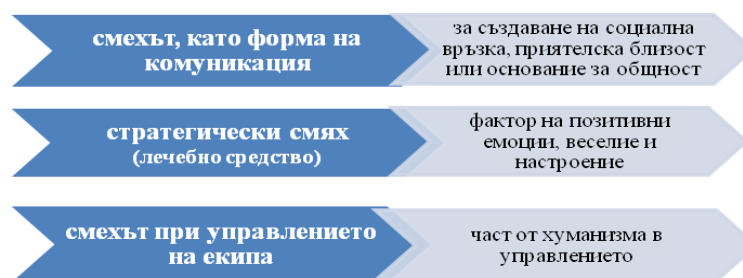 смехът, като форма на
комуникация
за създаване на социална
връзка, приятелска близост
или основание за общност
стратегически смях
(лечебно средство)
фактор на позитивни
емоции, веселие и
настроение
смехът при управлението
на екипа
част от хуманизма в
управлението